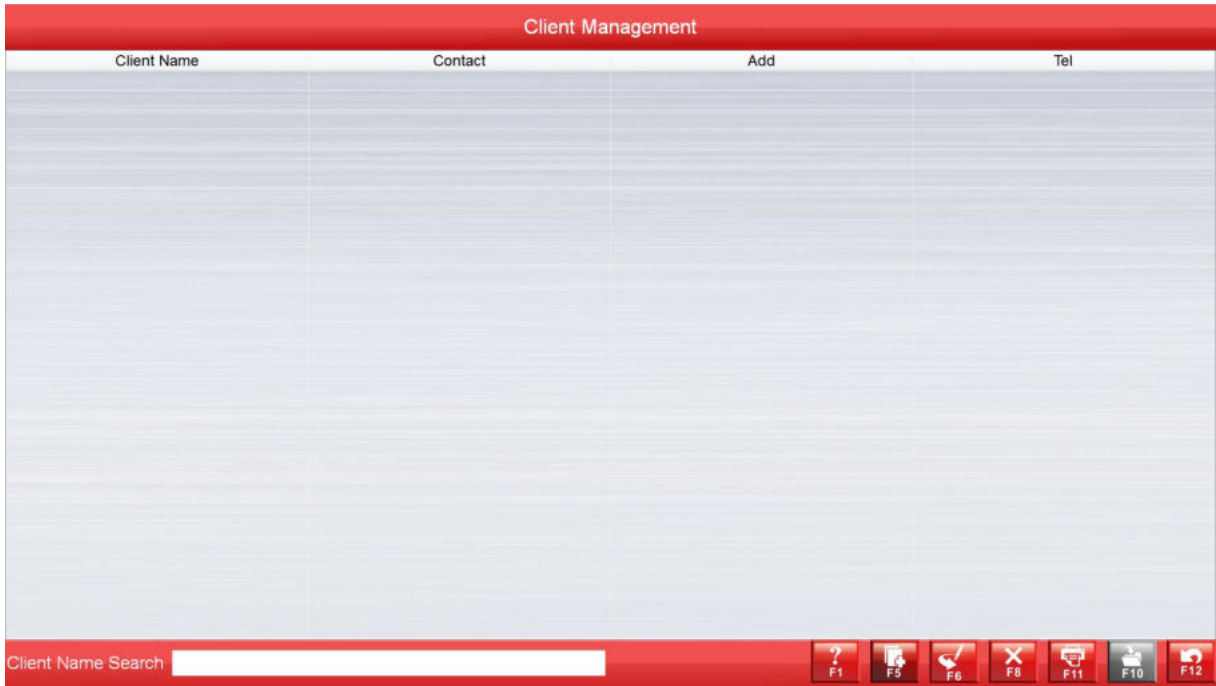 Client Management
Client Name Contact Add Tel
Client Name Search ? F1 F5 F6 F8 F11 F10 F12